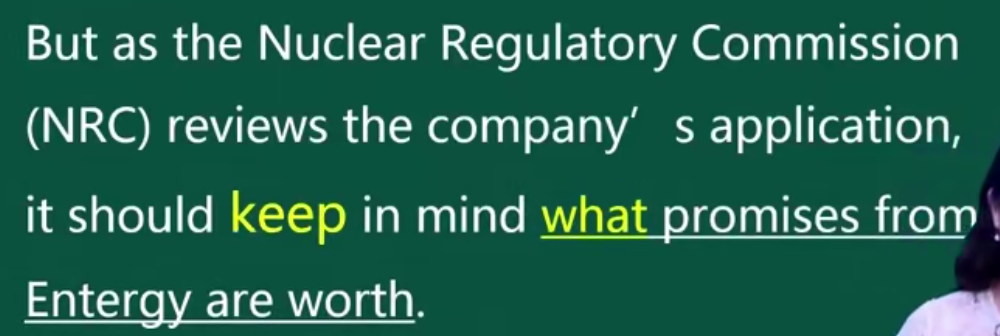 But as the Nuclear Regulatory Commission
(NRC) reviews the company' s application,
it should keep in mind what promises from
Entergy are worth.